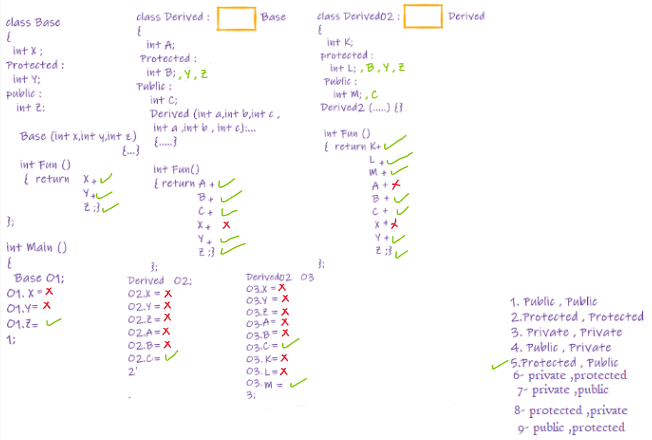 class Base
{
int X ;
Protected :
int Y;
public :
int Z;
Base (int x,int y,int z)
{...}
int Fun ()
{ return X+
Y+
Z ;}
};
int Main ()
{
Base O1;
O1. X =
O1.Y=
O1.Z=
1;
class Derived : Base
{
int A;
Protected :
int B; , Y , Z
Public :
int C;
Derived (int a,int b,int c ,
int a ,int b , int c):...
{.....}
int Fun()
{ return A +
B +
C +
X+
Y +
Z ;}
};
Derived O2;
O2.X =
O2.Y =
O2.Z =
O2.A=
O2.B=
O2.C=
2'
class Derived02 : Derived
{
int K;
protected :
int L; , B , Y , Z
Public :
int M; , C
Derived2 (.....) {}
int Fun ()
{ return K+
L +
M +
A +
B +
C +
X +
Y +
Z ;}
};
Derived02 O3
O3.X =
O3.Y =
O3.Z =
O3.A=
O3.B =
O3.C =
O3. K=
O3.L=
O3.M =
3;
1. Public , Public
2.Protected , Protected
3. Private , Private
4. Public , Private
5.Protected , Public
6- private ,protected
7- private ,public
8- protected ,private
9- public ,protected